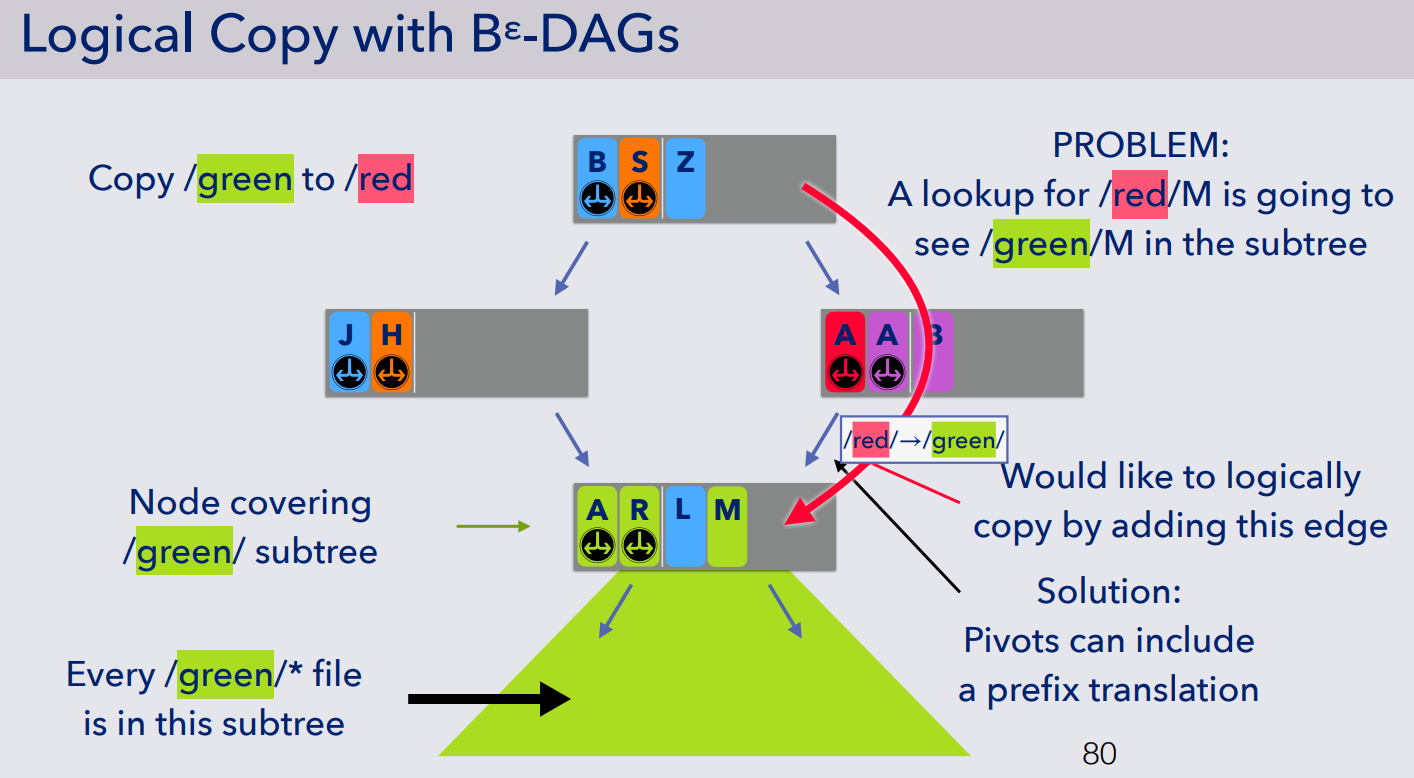 Logical Copy with Bε-DAGs
Copy /green to /red
B S Z
PROBLEM:
A lookup for /red/M is going to
see /green/M in the subtree
J H
A A B
/red/→/green/
Node covering
/green/ subtree
A R L M
Would like to logically
copy by adding this edge
Solution:
Pivots can include
a prefix translation
Every /green/* file
is in this subtree
80